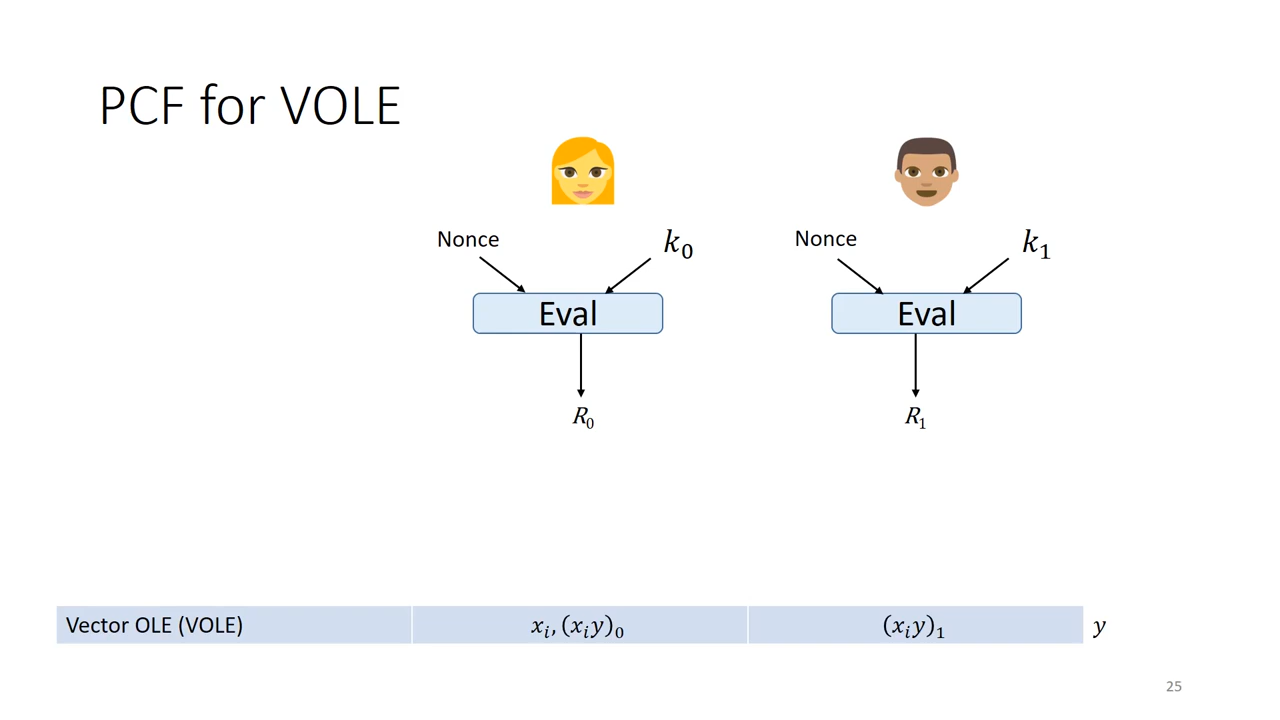 PCF for VOLE
Nonce k₀ Nonce k₁
Eval Eval
R₀ R₁
Vector OLE (VOLE) xᵢ, (xᵢy)₀ (xᵢy)₁ y
25